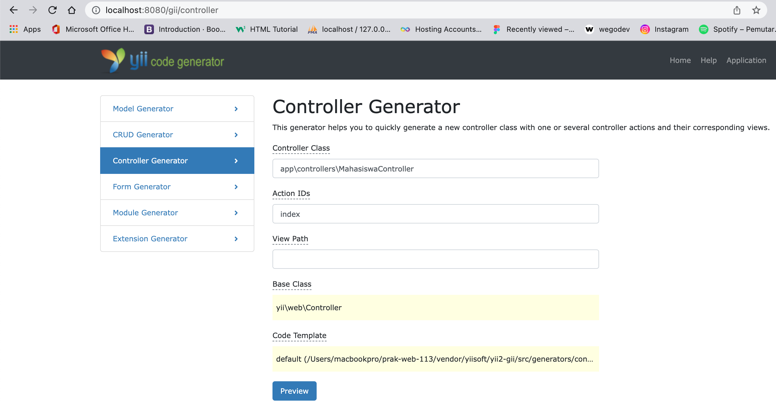 localhost:8080/gii/controller
Apps Microsoft Office H... Introduction · Boo... HTML Tutorial localhost / 127.0.0... Hosting Accounts... Recently viewed –... wegodev Instagram Spotify – Pemutar...
yii code generator Home Help Application
Model Generator
CRUD Generator
Controller Generator
Form Generator
Module Generator
Extension Generator
Controller Generator
This generator helps you to quickly generate a new controller class with one or several controller actions and their corresponding views.
Controller Class
app\controllers\MahasiswaController
Action IDs
index
View Path
Base Class
yii\web\Controller
Code Template
default (/Users/macbookpro/prak-web-113/vendor/yiisoft/yii2-gii/src/generators/con...
Preview